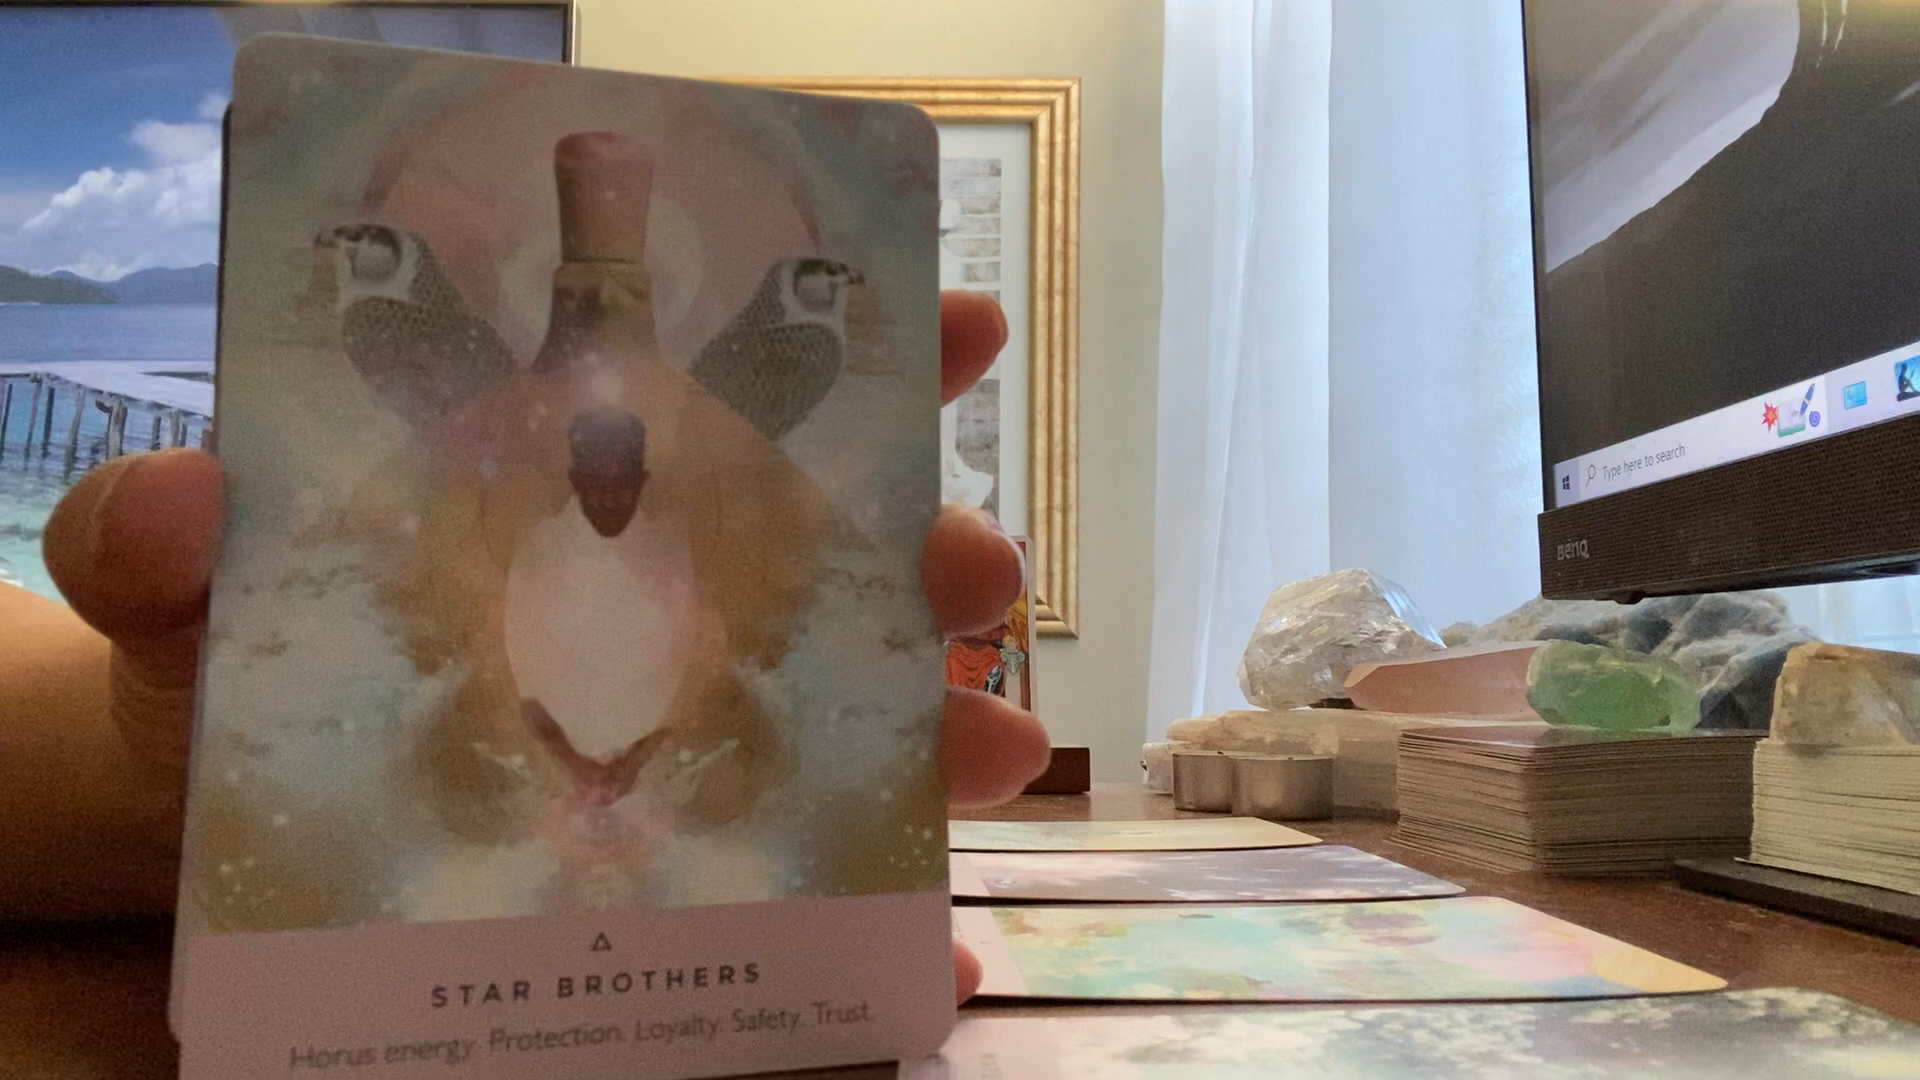 STAR BROTHERS
Horus energy. Protection. Loyalty. Safety. Trust.
Type here to search
BenQ